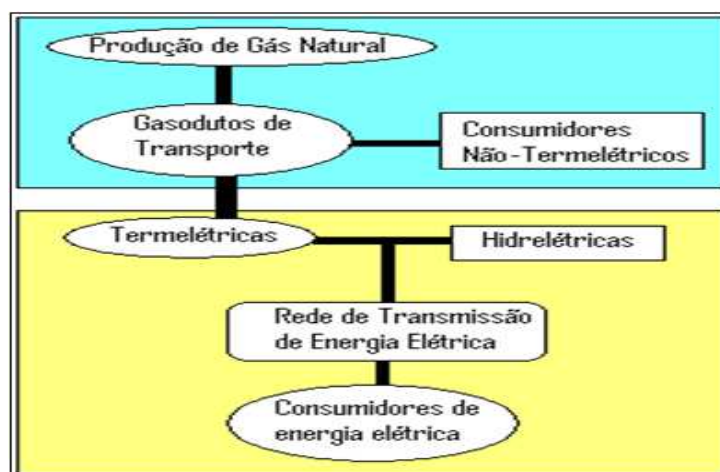 Produção de Gás Natural
Gasodutos de
Transporte
Consumidores
Não-Termelétricos
Termelétricas
Hidrelétricas
Rede de Transmissão
de Energia Elétrica
Consumidores de
energia elétrica